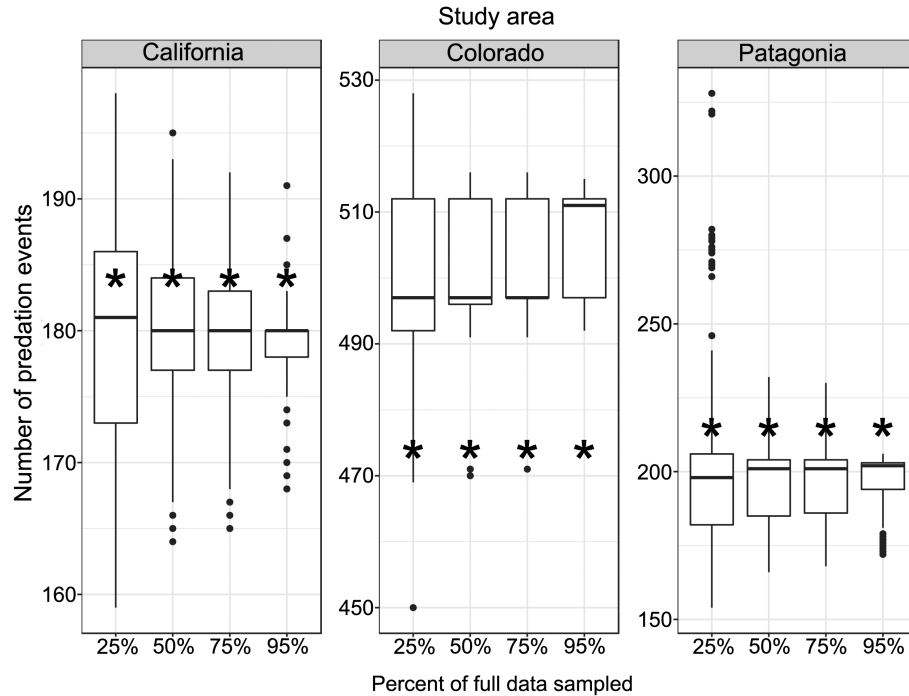 Study area
California Colorado Patagonia
Number of predation events
190
180
170
160
530
510
490
470
450
300
250
200
150
25% 50% 75% 95% 25% 50% 75% 95% 25% 50% 75% 95%
Percent of full data sampled